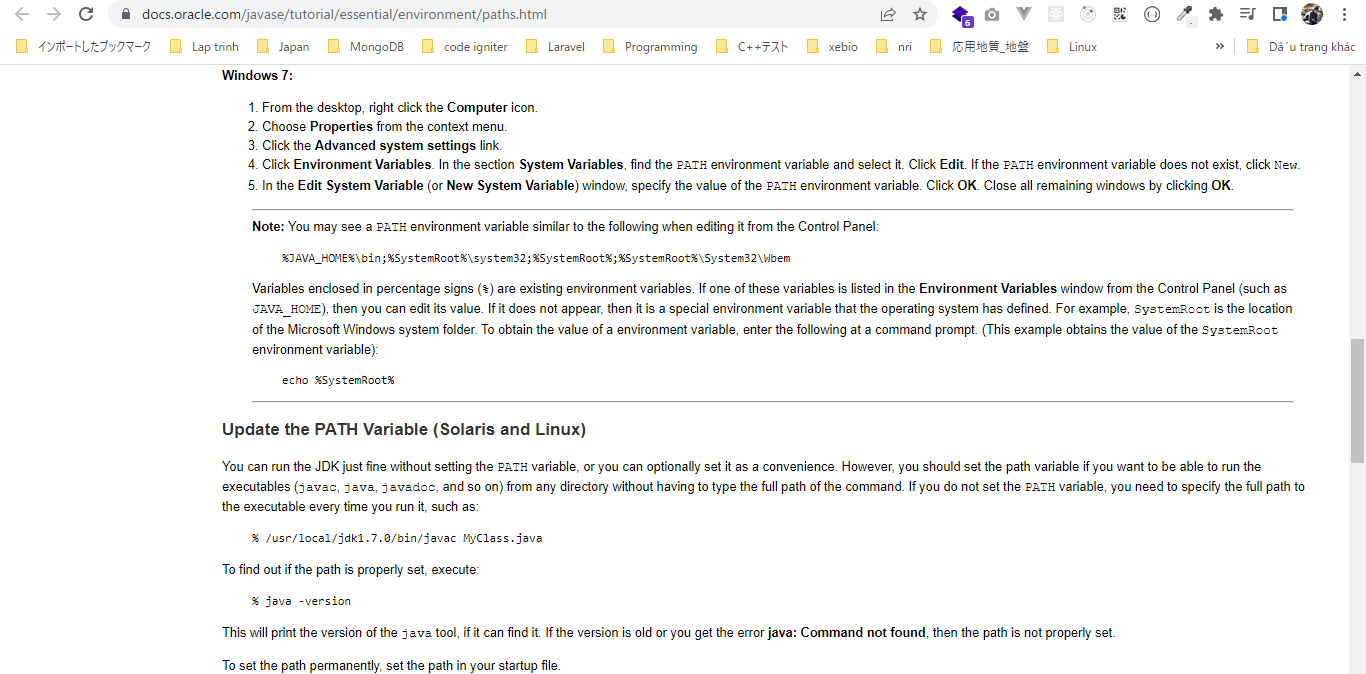 docs.oracle.com/javase/tutorial/essential/environment/paths.html
6
インポートしたブックマーク Lap trinh Japan MongoDB code igniter Laravel Programming C++テスト xebio nri 応用地質_地盤 Linux » Dấu trang khác
Windows 7:
1. From the desktop, right click the Computer icon.
2. Choose Properties from the context menu.
3. Click the Advanced system settings link.
4. Click Environment Variables. In the section System Variables, find the PATH environment variable and select it. Click Edit. If the PATH environment variable does not exist, click New.
5. In the Edit System Variable (or New System Variable) window, specify the value of the PATH environment variable. Click OK. Close all remaining windows by clicking OK.
Note: You may see a PATH environment variable similar to the following when editing it from the Control Panel:
%JAVA_HOME%\bin;%SystemRoot%\system32;%SystemRoot%;%SystemRoot%\System32\Wbem
Variables enclosed in percentage signs (%) are existing environment variables. If one of these variables is listed in the Environment Variables window from the Control Panel (such as
JAVA_HOME), then you can edit its value. If it does not appear, then it is a special environment variable that the operating system has defined. For example, SystemRoot is the location
of the Microsoft Windows system folder. To obtain the value of a environment variable, enter the following at a command prompt. (This example obtains the value of the SystemRoot
environment variable):
echo %SystemRoot%
Update the PATH Variable (Solaris and Linux)
You can run the JDK just fine without setting the PATH variable, or you can optionally set it as a convenience. However, you should set the path variable if you want to be able to run the
executables (javac, java, javadoc, and so on) from any directory without having to type the full path of the command. If you do not set the PATH variable, you need to specify the full path to
the executable every time you run it, such as:
% /usr/local/jdk1.7.0/bin/javac MyClass.java
To find out if the path is properly set, execute:
% java -version
This will print the version of the java tool, if it can find it. If the version is old or you get the error java: Command not found, then the path is not properly set.
To set the path permanently, set the path in your startup file.